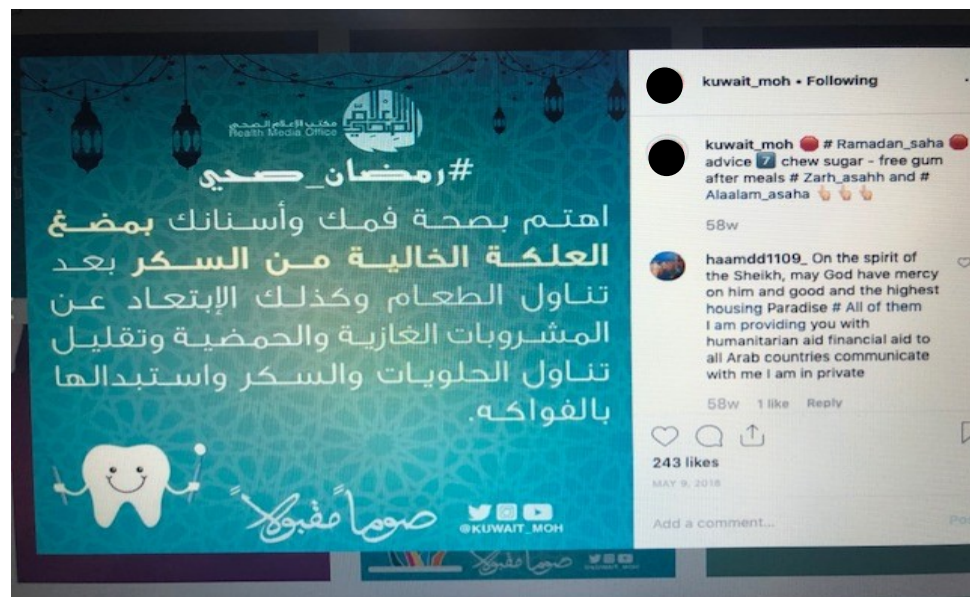 مكتب الإعلام الصحي
Health Media Office
#رمضان_صحي
اهتم بصحة فمك وأسنانك بمضغ
العلكة الخالية من السكر بعد
تناول الطعام وكذلك الإبتعاد عن
المشروبات الغازية والحمضية وتقليل
تناول الحلويات والسكر واستبدالها
بالفواكه.
صوماً مقبولاً
@KUWAIT_MOH
kuwait_moh • Following
kuwait_moh 🛑 # Ramadan_saha 🛑
advice 7️⃣ chew sugar - free gum
after meals # Zarh_asahh and #
Alaalam_asaha 👆🏻 👆🏻 👆🏻
58w
haamdd1109_ On the spirit of
the Sheikh, may God have mercy
on him and good and the highest
housing Paradise # All of them
I am providing you with
humanitarian aid financial aid to
all Arab countries communicate
with me I am in private
58w 1 like Reply
243 likes
MAY 9, 2018
Add a comment...
صوماً مقبولاً